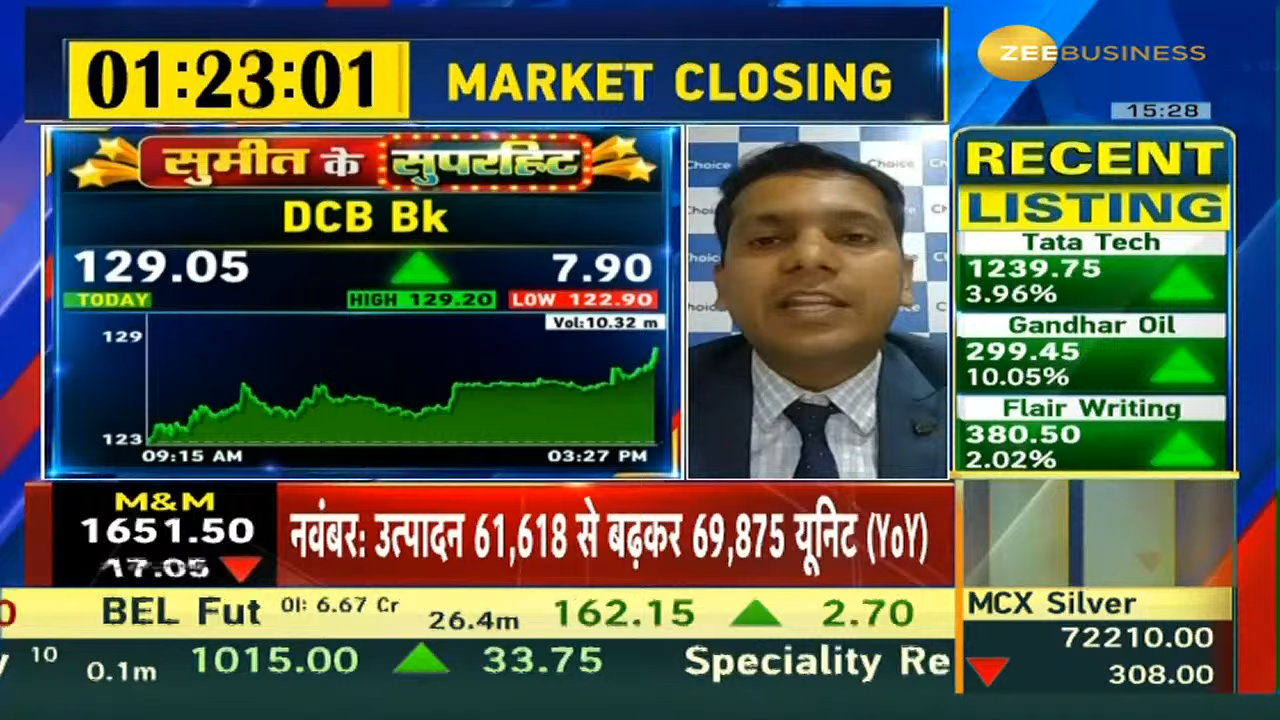 01:23:01 MARKET CLOSING
ZEEBUSINESS
15:28
सुमीत के सुपरहिट
DCB Bk
129.05 7.90
TODAY HIGH 129.20 LOW 122.90
Vol:10.32 m
129
123
09:15 AM 03:27 PM
Choice
Choice
RECENT
LISTING
Tata Tech
1239.75
3.96%
Gandhar Oil
299.45
10.05%
Flair Writing
380.50
2.02%
M&M
1651.50
17.05
नवंबर: उत्पादन 61,618 से बढ़कर 69,875 यूनिट (YoY)
BEL Fut OI: 6.67 Cr 26.4m 162.15 2.70
10 0.1m 1015.00 33.75 Speciality Re
MCX Silver
72210.00
308.00